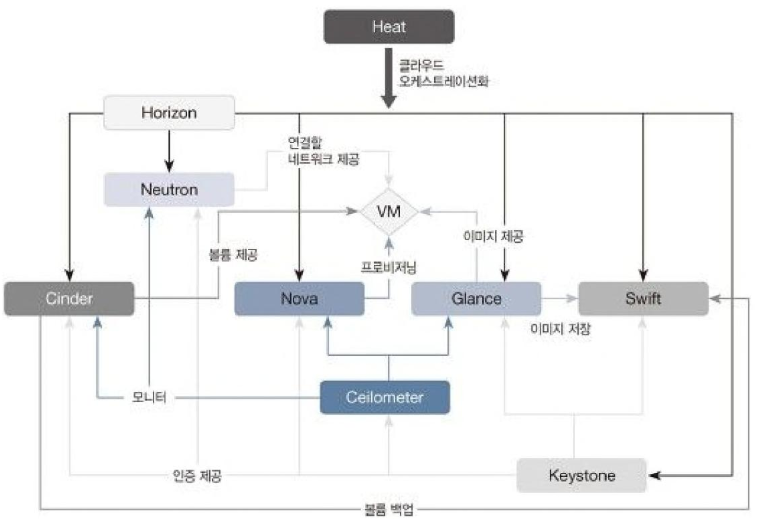 Heat
클라우드
오케스트레이션화
Horizon
연결할
네트워크 제공
Neutron
VM
이미지 제공
볼륨 제공
프로비저닝
Cinder
Nova
Glance
Swift
이미지 저장
모니터
Ceilometer
인증 제공
Keystone
볼륨 백업